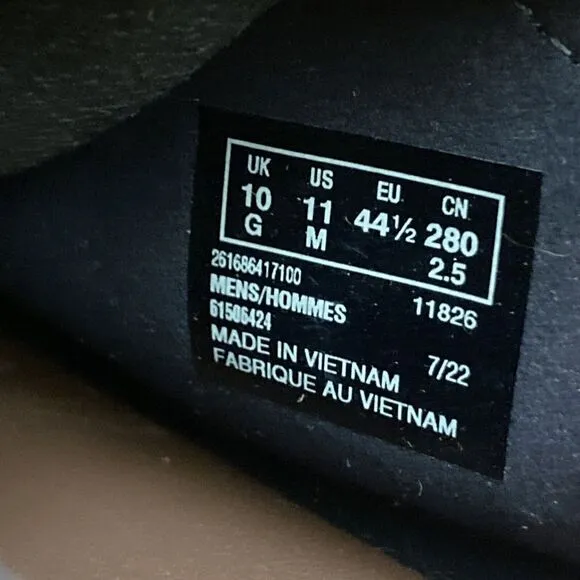 UK US EU CN
10 11 44½ 280
G M 2.5
261686417100
MENS/HOMMES 11826
61506424
MADE IN VIETNAM 7/22
FABRIQUE AU VIETNAM